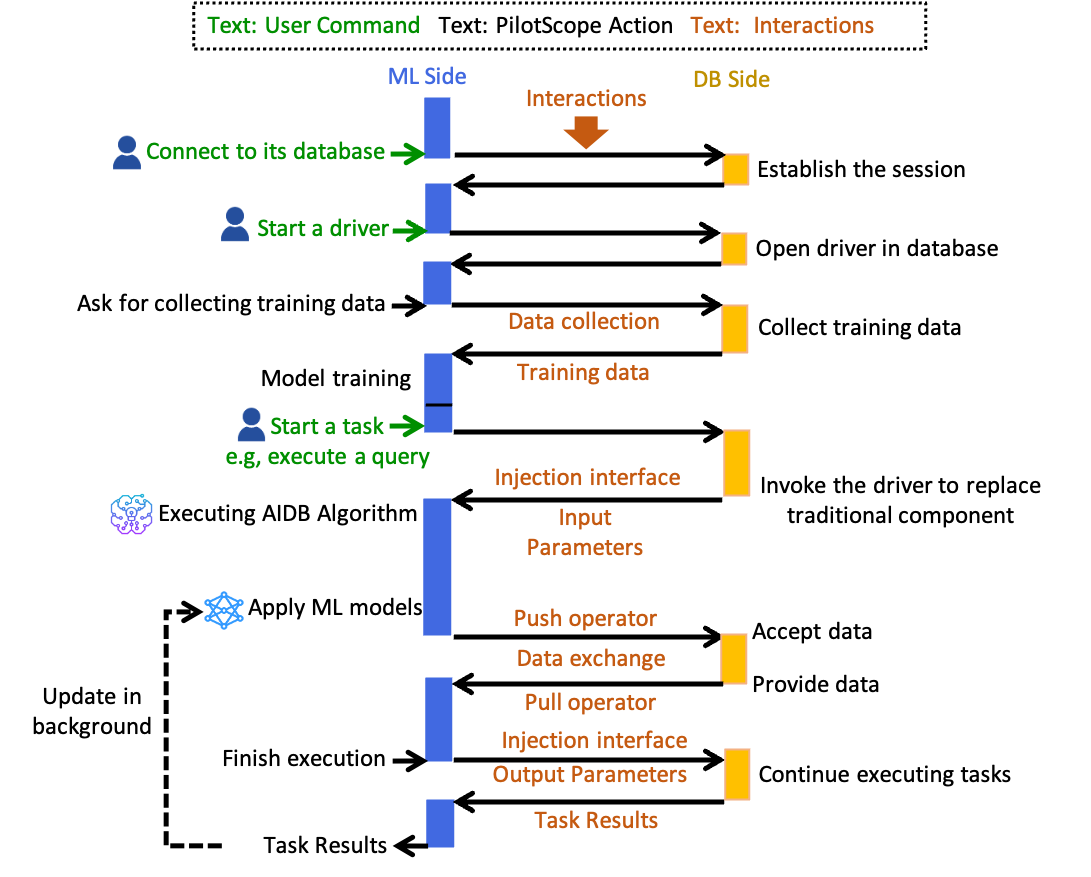 Text: User Command Text: PilotScope Action Text: Interactions
ML Side
DB Side
Interactions
Connect to its database
Establish the session
Start a driver
Open driver in database
Ask for collecting training data
Data collection
Collect training data
Training data
Model training
Start a task
e.g, execute a query
Injection interface
Invoke the driver to replace
traditional component
Executing AIDB Algorithm
Input
Parameters
Apply ML models
Push operator
Accept data
Data exchange
Provide data
Pull operator
Update in
background
Injection interface
Finish execution
Output Parameters
Continue executing tasks
Task Results
Task Results